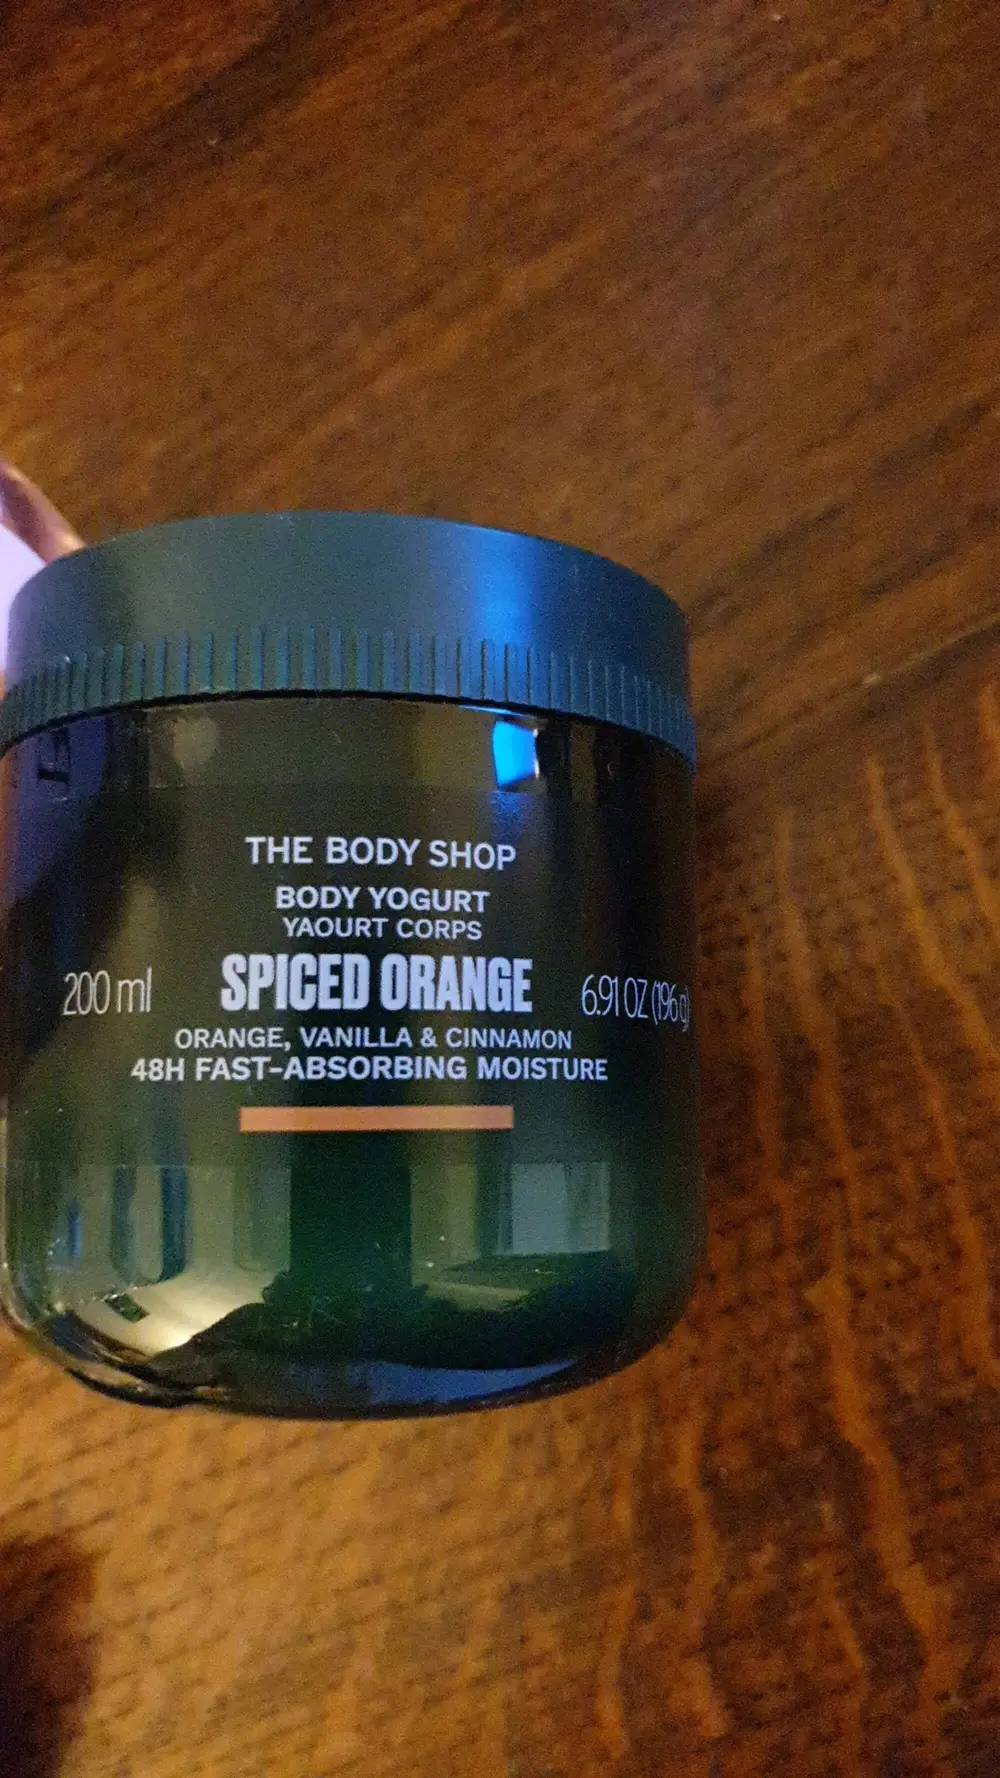 THE BODY SHOP
BODY YOGURT
YAOURT CORPS
200 ml
SPICED ORANGE
6.91 OZ (196 g)
ORANGE, VANILLA & CINNAMON
48H FAST-ABSORBING MOISTURE